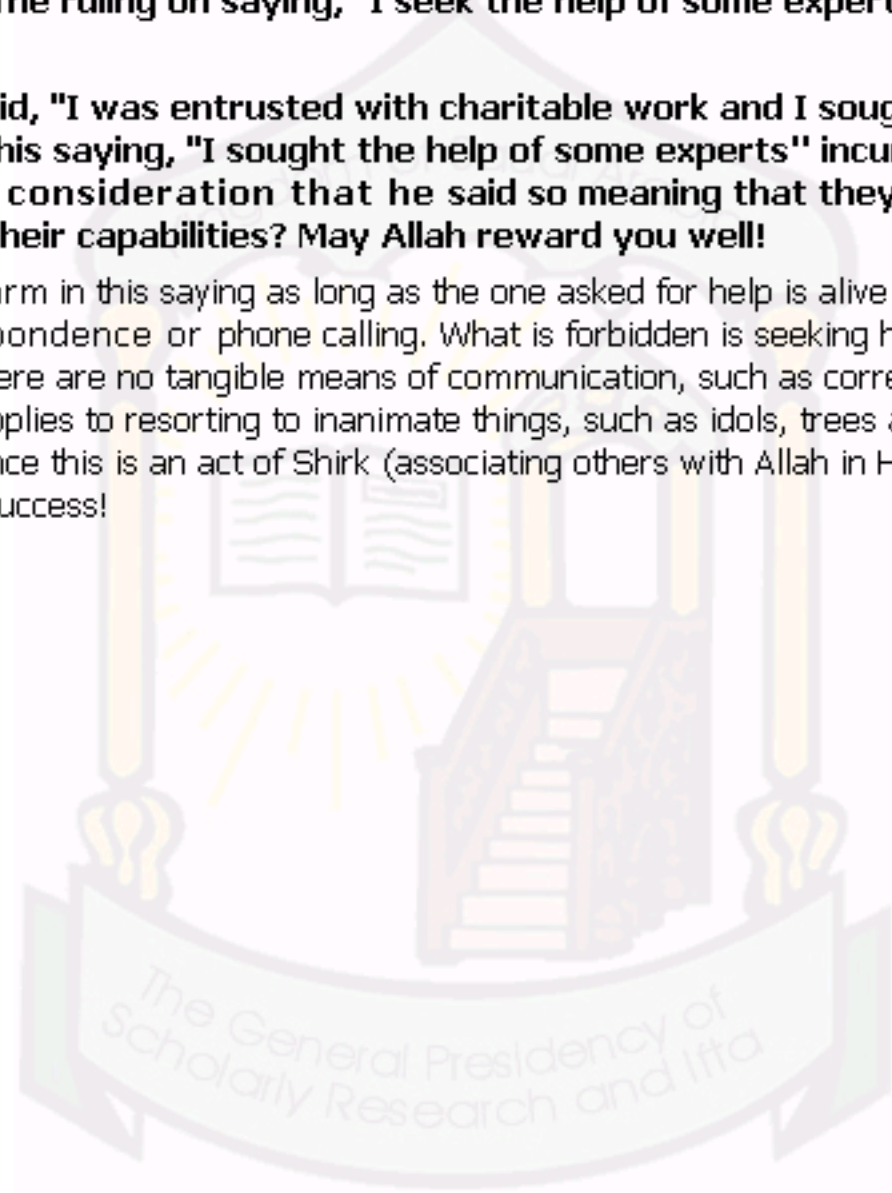 The ruling on saying, "I seek the help of some expert
id, "I was entrusted with charitable work and I soug
his saying, "I sought the help of some experts" incu
consideration that he said so meaning that they
heir capabilities? May Allah reward you well!
arm in this saying as long as the one asked for help is alive
pondence or phone calling. What is forbidden is seeking h
ere are no tangible means of communication, such as corre
pplies to resorting to inanimate things, such as idols, trees a
nce this is an act of Shirk (associating others with Allah in H
uccess!
The General Presidency of
Scholarly Research and Ifta